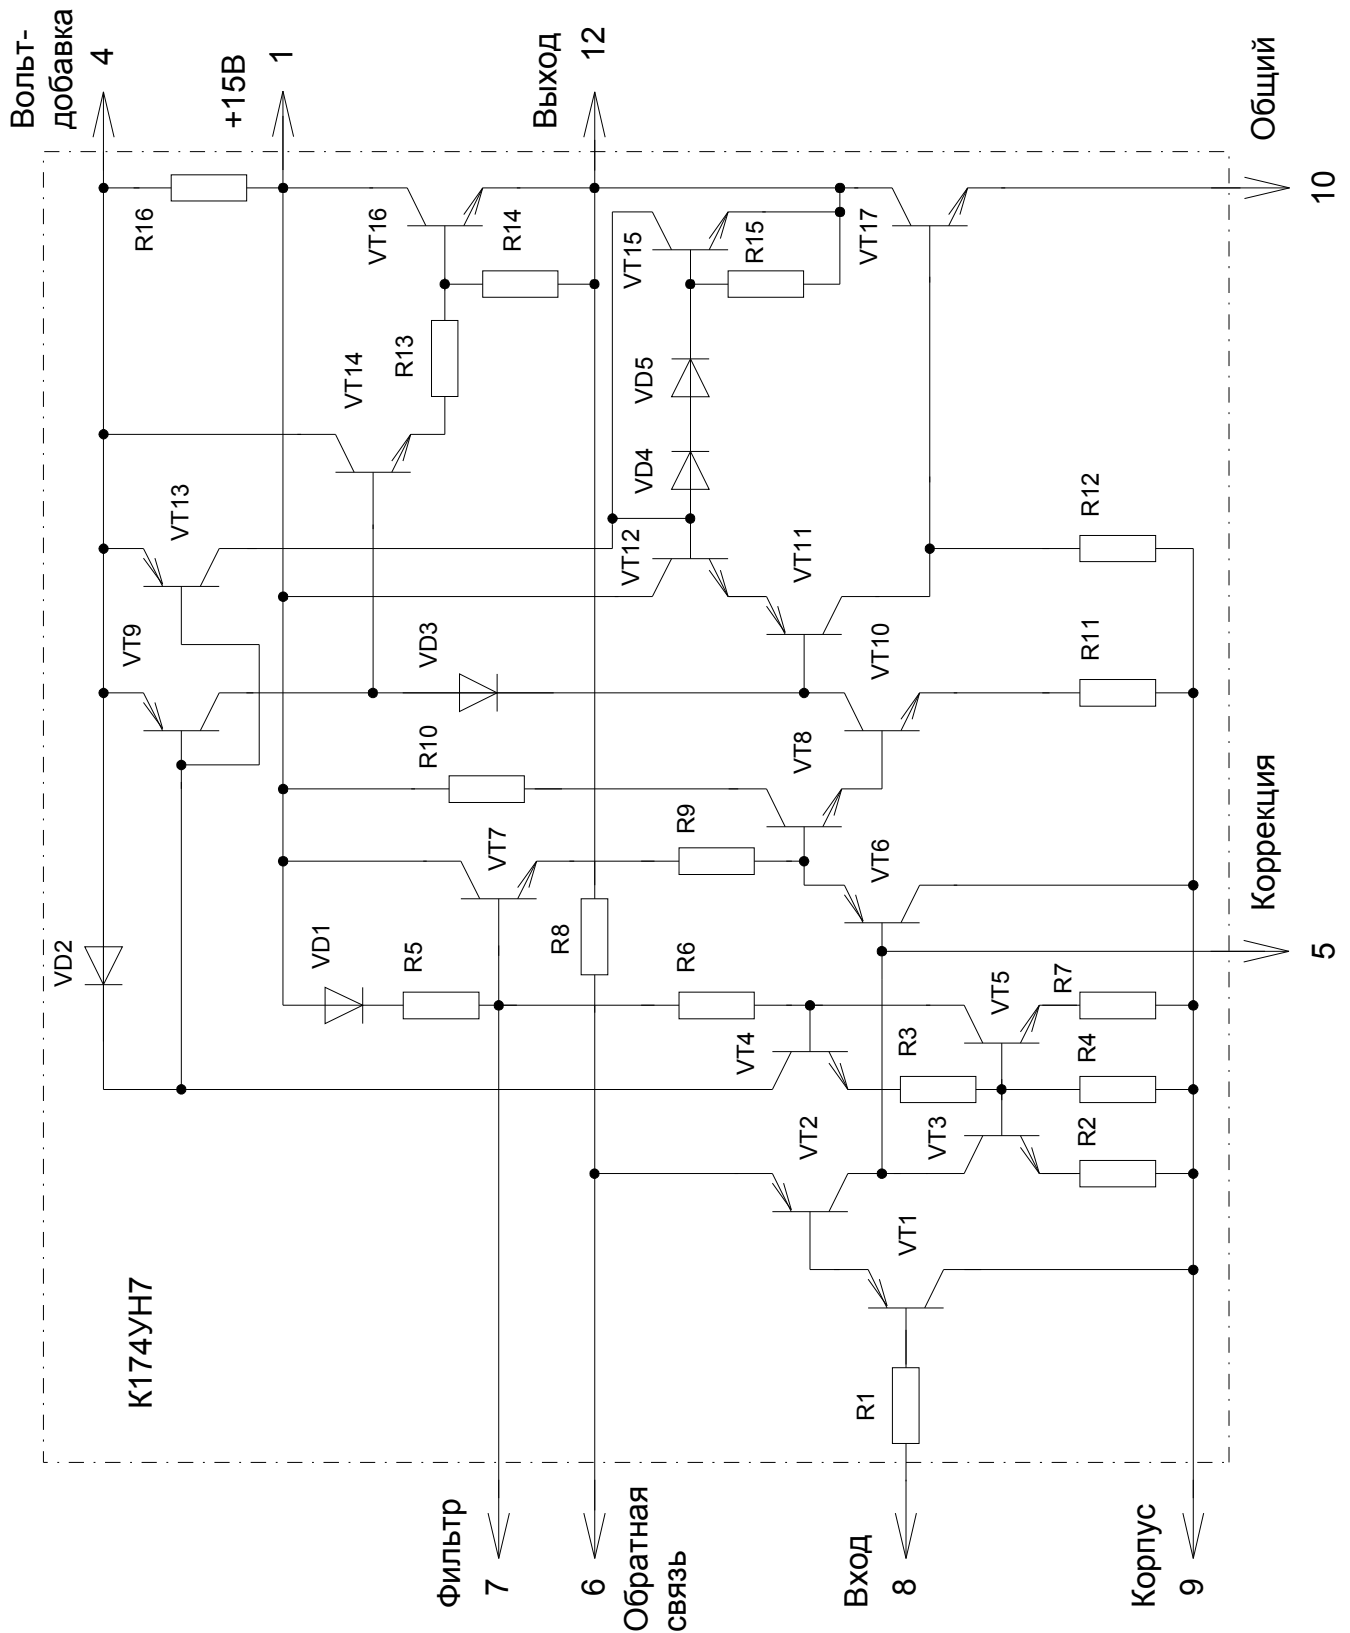 Вольт-
добавка
4
+15В
1
Выход
12
Общий
10
R16
VT16
R14
VT15
R15
VT17
VT14
R13
VD5
VD4
VT13
VT12
VT11
R12
VT9
VD3
VT10
R11
R10
VT8
VT7
R9
VT6
Коррекция
5
VD2
VD1
R5
R8
R6
VT5
R7
VT4
R3
R4
VT2
VT3
R2
VT1
К174УН7
R1
Фильтр
7
6
Обратная
связь
Вход
8
Корпус
9